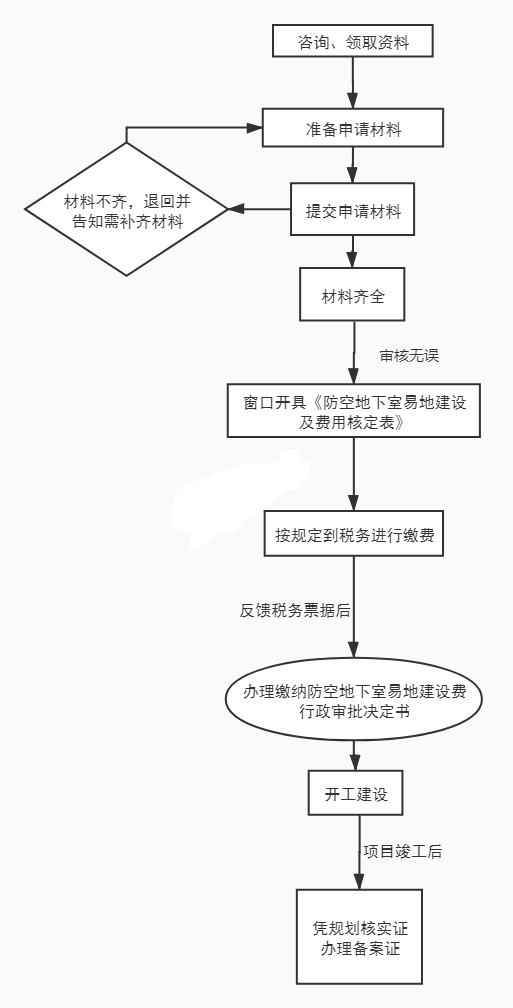 咨询、领取资料
准备申请材料
材料不齐，退回并
告知需补齐材料
提交申请材料
材料齐全
审核无误
窗口开具《防空地下室易地建设
及费用核定表》
按规定到税务进行缴费
反馈税务票据后
办理缴纳防空地下室易地建设费
行政审批决定书
开工建设
项目竣工后
凭规划核实证
办理备案证